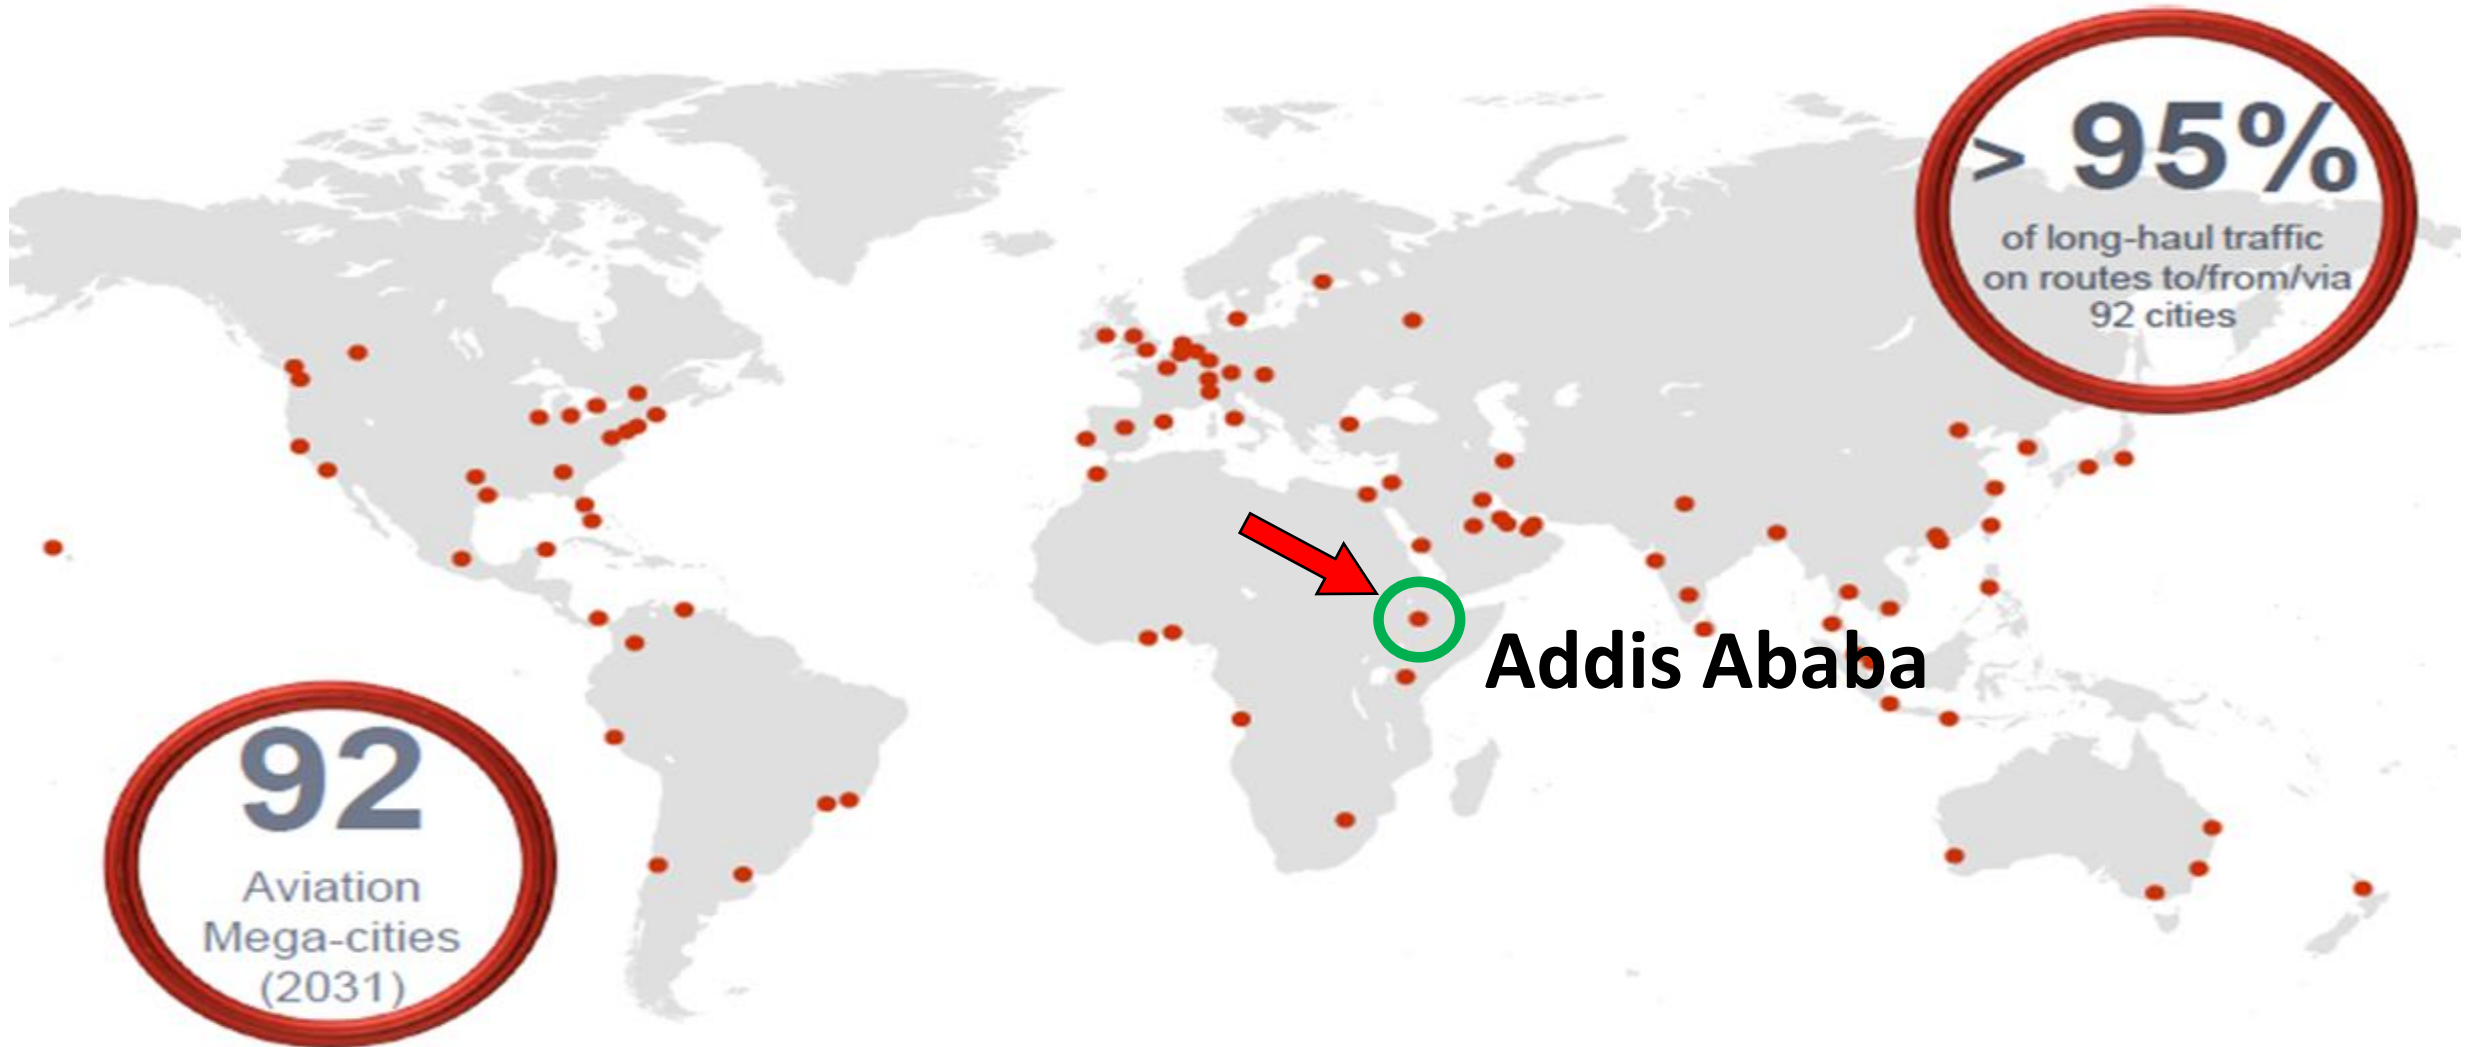 > 95%
of long-haul traffic
on routes to/from/via
92 cities
Addis Ababa
92
Aviation
Mega-cities
(2031)